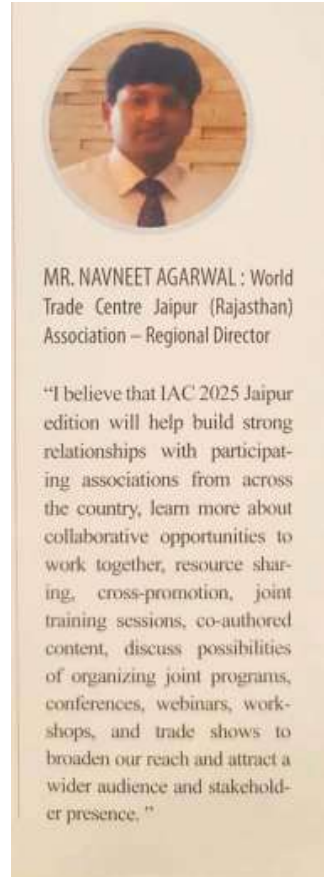 MR. NAVNEET AGARWAL : World
Trade Centre Jaipur (Rajasthan)
Association – Regional Director
“I believe that IAC 2025 Jaipur
edition will help build strong
relationships with participat-
ing associations from across
the country, learn more about
collaborative opportunities to
work together, resource shar-
ing, cross-promotion, joint
training sessions, co-authored
content, discuss possibilities
of organizing joint programs,
conferences, webinars, work-
shops, and trade shows to
broaden our reach and attract a
wider audience and stakehold-
er presence. ”